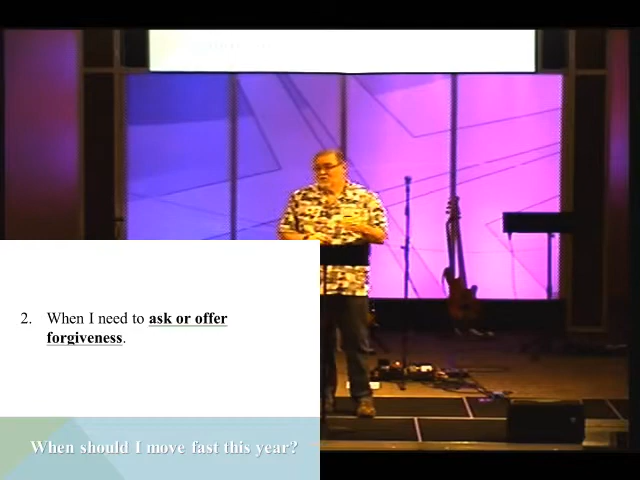 2. When I need to ask or offer
forgiveness.
When should I move fast this year?